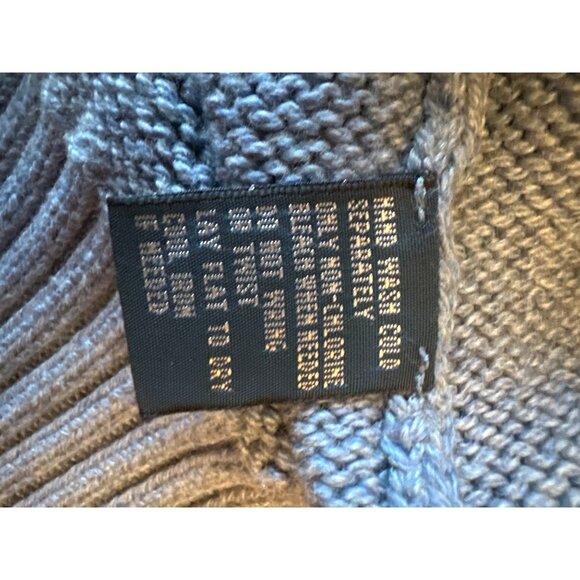 HAND WASH COLD
SEPARATELY
ONLY NON-CHLORINE
BLEACH WHEN NEEDED
DO NOT WRING
OR TWIST
LAY FLAT TO DRY
COOL IRON
IF NEEDED